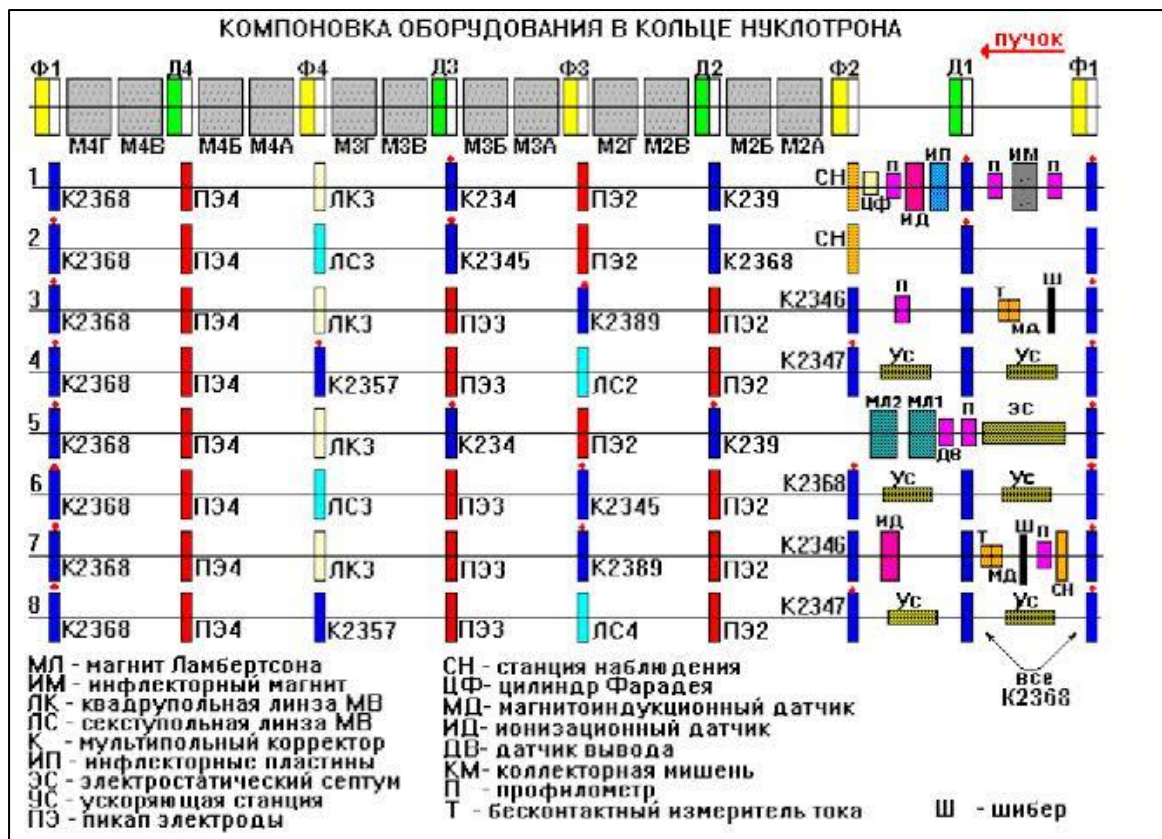 КОМПОНОВКА ОБОРУДОВАНИЯ В КОЛЬЦЕ НУКЛОТРОНА
пучок
Ф1 Д4 Ф4 Д3 Ф3 Д2 Ф2 Д1 Ф1
М4Г М4В М4Б М4А М3Г М3В М3Б М3А М2Г М2В М2Б М2А
СН П ИП П ИМ П
1 К2368 ПЭ4 ЛК3 К234 ПЭ2 К239 ЦФ ИД
2 К2368 ПЭ4 ЛС3 К2345 ПЭ2 К2368 СН
3 К2368 ПЭ4 ЛК3 ПЭ3 К2389 ПЭ2 К2346 П Т МД Ш
4 К2368 ПЭ4 К2357 ПЭ3 ЛС2 ПЭ2 К2347 Ус Ус
МЛ2 МЛ1 П ЭС
5 К2368 ПЭ4 ЛК3 К234 ПЭ2 К239 ДВ
6 К2368 ПЭ4 ЛС3 ПЭ3 К2345 ПЭ2 К2368 Ус Ус
7 К2368 ПЭ4 ЛК3 ПЭ3 К2389 ПЭ2 К2346 ИД Т МД Ш П СН
8 К2368 ПЭ4 К2357 ПЭ3 ЛС4 ПЭ2 К2347 Ус Ус
все
К2368
МЛ - магнит Ламбертсона
ИМ - инфлекторный магнит
ЛК - квадрупольная линза МВ
ЛС - секступольная линза МВ
К - мультипольный корректор
ИП - инфлекторные пластины
ЭС - электростатический септум
УС - ускоряющая станция
ПЭ - пикап электроды
СН - станция наблюдения
ЦФ- цилиндр Фарадея
МД- магнитоиндукционный датчик
ИД- ионизационный датчик
ДВ- датчик вывода
КМ- коллекторная мишень
П - профилометр
Т - бесконтактный измеритель тока
Ш - шибер